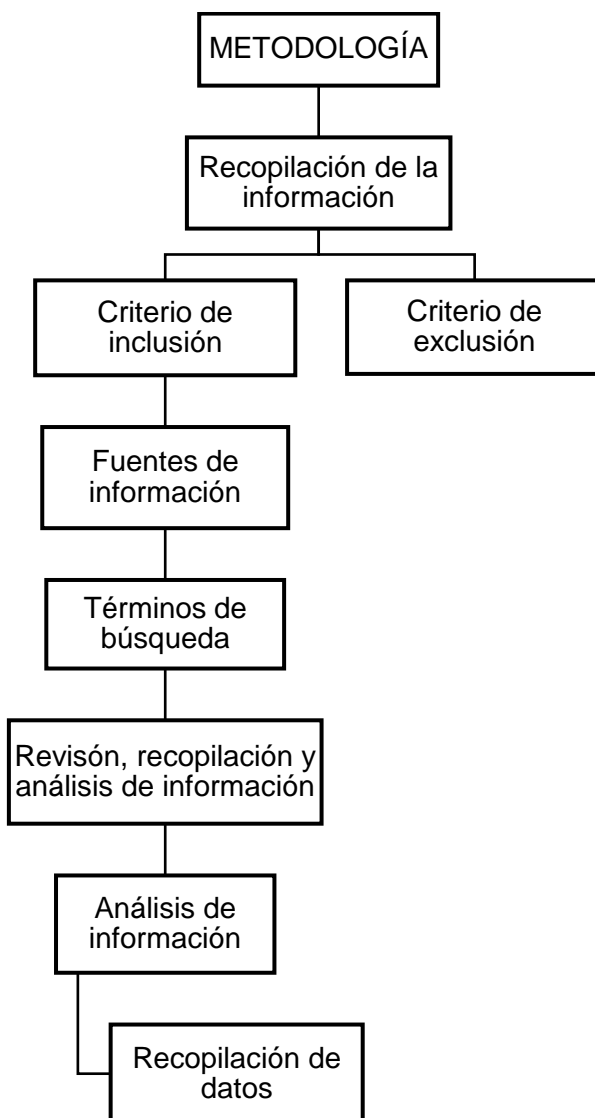 METODOLOGÍA
Recopilación de la
información
Criterio de
inclusión
Criterio de
exclusión
Fuentes de
información
Términos de
búsqueda
Revisón, recopilación y
análisis de información
Análisis de
información
Recopilación de
datos